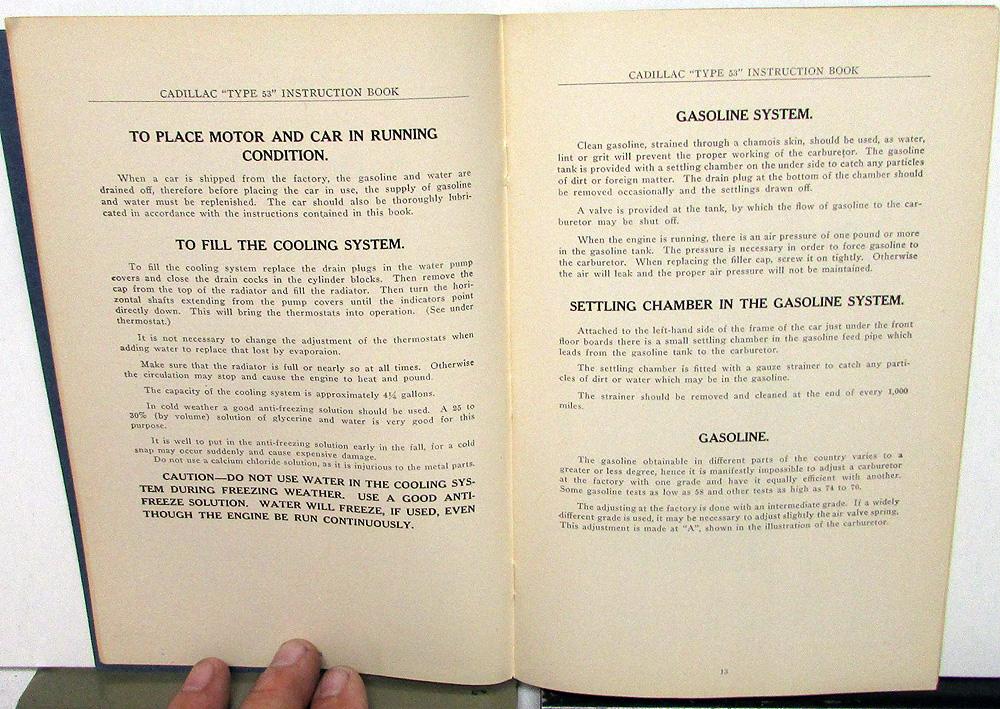 CADILLAC "TYPE 53" INSTRUCTION BOOK
TO PLACE MOTOR AND CAR IN RUNNING
CONDITION.
When a car is shipped from the factory, the gasoline and water are
drained off, therefore before placing the car in use, the supply of gasoline
and water must be replenished. The car should also be thoroughly lubri-
cated in accordance with the instructions contained in this book.
TO FILL THE COOLING SYSTEM.
To fill the cooling system replace the drain plugs in the water pump
covers and close the drain cocks in the cylinder blocks. Then remove the
cap from the top of the radiator and fill the radiator. Then turn the hori-
zontal shafts extending from the pump covers until the indicators point
directly down. This will bring the thermostats into operation. (See under
thermostat.)
It is not necessary to change the adjustment of the thermostats when
adding water to replace that lost by evaporaion.
Make sure that the radiator is full or nearly so at all times. Otherwise
the circulation may stop and cause the engine to heat and pound.
The capacity of the cooling system is approximately 4¼ gallons.
In cold weather a good anti-freezing solution should be used. A 25 to
30% (by volume) solution of glycerine and water is very good for this
purpose.
It is well to put in the anti-freezing solution early in the fall, for a cold
snap may occur suddenly and cause expensive damage.
Do not use a calcium chloride solution, as it is injurious to the metal parts.
CAUTION—DO NOT USE WATER IN THE COOLING SYS-
TEM DURING FREEZING WEATHER. USE A GOOD ANTI-
FREEZE SOLUTION. WATER WILL FREEZE, IF USED, EVEN
THOUGH THE ENGINE BE RUN CONTINUOUSLY.
CADILLAC "TYPE 53" INSTRUCTION BOOK
GASOLINE SYSTEM.
Clean gasoline, strained through a chamois skin, should be used, as water,
lint or grit will prevent the proper working of the carburetor. The gasoline
tank is provided with a settling chamber on the under side to catch any particles
of dirt or foreign matter. The drain plug at the bottom of the chamber should
be removed occasionally and the settlings drawn off.
A valve is provided at the tank, by which the flow of gasoline to the car-
buretor may be shut off.
When the engine is running, there is an air pressure of one pound or more
in the gasoline tank. The pressure is necessary in order to force gasoline to
the carburetor. When replacing the filler cap, screw it on tightly. Otherwise
the air will leak and the proper air pressure will not be maintained.
SETTLING CHAMBER IN THE GASOLINE SYSTEM.
Attached to the left-hand side of the frame of the car just under the front
floor boards there is a small settling chamber in the gasoline feed pipe which
leads from the gasoline tank to the carburetor.
The settling chamber is fitted with a gauze strainer to catch any parti-
cles of dirt or water which may be in the gasoline.
The strainer should be removed and cleaned at the end of every 1,000
miles.
GASOLINE.
The gasoline obtainable in different parts of the country varies to a
greater or less degree, hence it is manifestly impossible to adjust a carburetor
at the factory with one grade and have it equally efficient with another.
Some gasoline tests as low as 58 and other tests as high as 74 to 76.
The adjusting at the factory is done with an intermediate grade. If a widely
different grade is used, it may be necessary to adjust slightly the air valve spring.
This adjustment is made at "A", shown in the illustration of the carburetor.
13